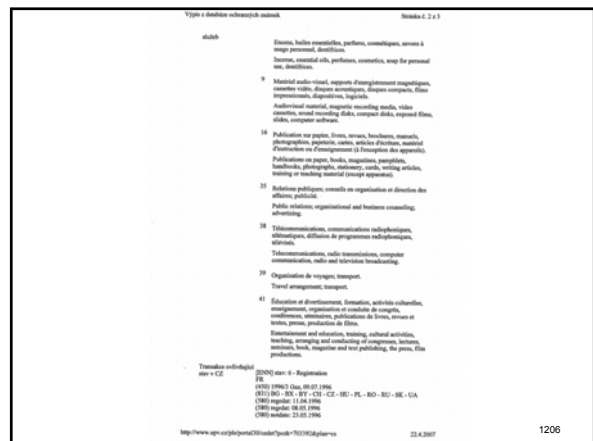 Výpis z databáze ochranných známek Stránka č. 2 z 3
služeb
Encens, huiles essentielles, parfums, cosmétiques, savons à
usage personnel, dentifrices.
Incense, essential oils, perfumes, cosmetics, soap for personal
use, dentifrices.
9 Matériel audio-visuel, supports d'enregistrement magnétiques,
cassettes vidéo, disques acoustiques, disques compacts, films
impressionnés, diapositives, logiciels.
Audiovisual material, magnetic recording media, video
cassettes, sound recording disks, compact disks, exposed films,
slides, computer software.
16 Publication sur papier, livres, revues, brochures, manuels,
photographies, papeterie, cartes, articles d'écriture, matériel
d'instruction ou d'enseignement (à l'exception des appareils).
Publications on paper, books, magazines, pamphlets,
handbooks, photographs, stationery, cards, writing articles,
training or teaching material (except apparatus).
35 Relations publiques; conseils en organisation et direction des
affaires; publicité.
Public relations; organizational and business counseling;
advertizing.
38 Télécommunications, communications radiophoniques,
télématiques, diffusion de programmes radiophoniques,
télévisés.
Telecommunications, radio transmissions, computer
communication, radio and television broadcasting.
39 Organisation de voyages; transport.
Travel arrangement; transport.
41 Éducation et divertissement, formation, activités culturelles,
enseignement, organisation et conduite de congrès,
conférences, séminaires, publications de livres, revues et
textes, presse, production de films.
Entertainment and education, training, cultural activities,
teaching, arranging and conducting of congresses, lectures,
seminars, book, magazine and text publishing, the press, film
productions.
Transakce ovlivňující
stav v CZ [ENN] stav: 6 - Registration
FR
(450) 1996/5 Gaz, 09.07.1996
(831) BG - BX - BY - CH - CZ - HU - PL - RO - RU - SK - UA
(580) regedat: 11.04.1996
(580) regedat: 08.05.1996
(580) notdate: 23.05.1996
22.4.2007
1206